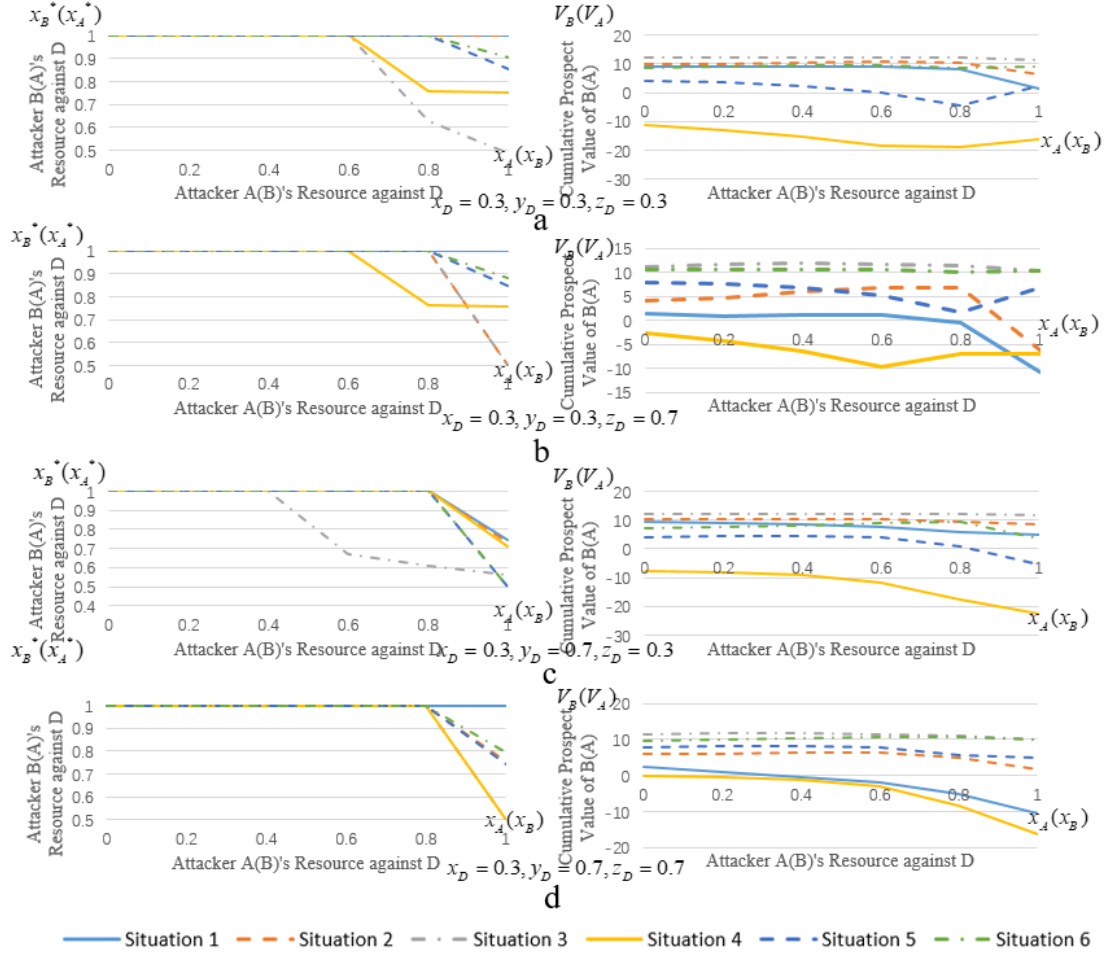 x_B*(x_A*)
Attacker B(A)'s
Resource against D
1
0.9
0.8
0.7
0.6
0.5
0 0.2 0.4 0.6 0.8 1
x_A(x_B)
Attacker A(B)'s Resource against D
V_B(V_A)
Cumulative Prospect
Value of B(A)
20
10
0
-10
-20
-30
0 0.2 0.4 0.6 0.8 1
x_A(x_B)
Attacker A(B)'s Resource against D
x_D = 0.3, y_D = 0.3, z_D = 0.3
a
x_B*(x_A*)
Attacker B(A)'s
Resource against D
1
0.9
0.8
0.7
0.6
0.5
0 0.2 0.4 0.6 0.8 1
x_A(x_B)
Attacker A(B)'s Resource against D
V_B(V_A)
Cumulative Prospect
Value of B(A)
15
10
5
0
-5
-10
-15
0 0.2 0.4 0.6 0.8 1
x_A(x_B)
Attacker A(B)'s Resource against D
x_D = 0.3, y_D = 0.3, z_D = 0.7
b
x_B*(x_A*)
Attacker B(A)'s
Resource against D
1
0.9
0.8
0.7
0.6
0.5
0.4
0 0.2 0.4 0.6 0.8 1
x_A(x_B)
Attacker A(B)'s Resource against D
V_B(V_A)
Cumulative Prospect
Value of B(A)
20
10
0
-10
-20
-30
0 0.2 0.4 0.6 0.8 1
x_A(x_B)
Attacker A(B)'s Resource against D
x_D = 0.3, y_D = 0.7, z_D = 0.3
c
x_B*(x_A*)
Attacker B(A)'s
Resource against D
1
0.9
0.8
0.7
0.6
0.5
0 0.2 0.4 0.6 0.8 1
x_A(x_B)
Attacker A(B)'s Resource against D
V_B(V_A)
Cumulative Prospect
Value of B(A)
20
10
0
-10
-20
0 0.2 0.4 0.6 0.8 1
x_A(x_B)
Attacker A(B)'s Resource against D
x_D = 0.3, y_D = 0.7, z_D = 0.7
d
Situation 1 Situation 2 Situation 3 Situation 4 Situation 5 Situation 6